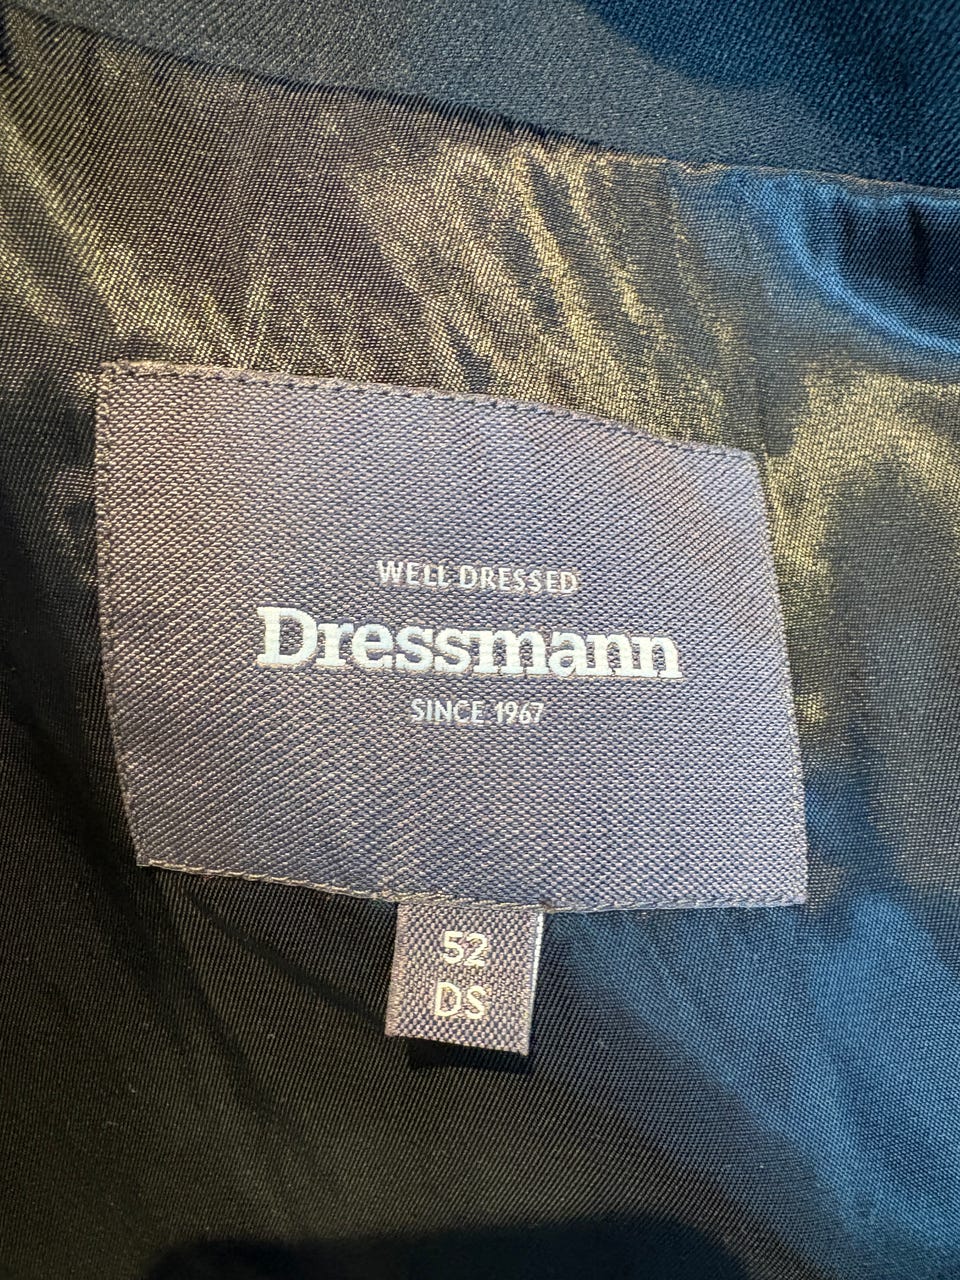 WELL DRESSED
Dressmann
SINCE 1967
52
DS